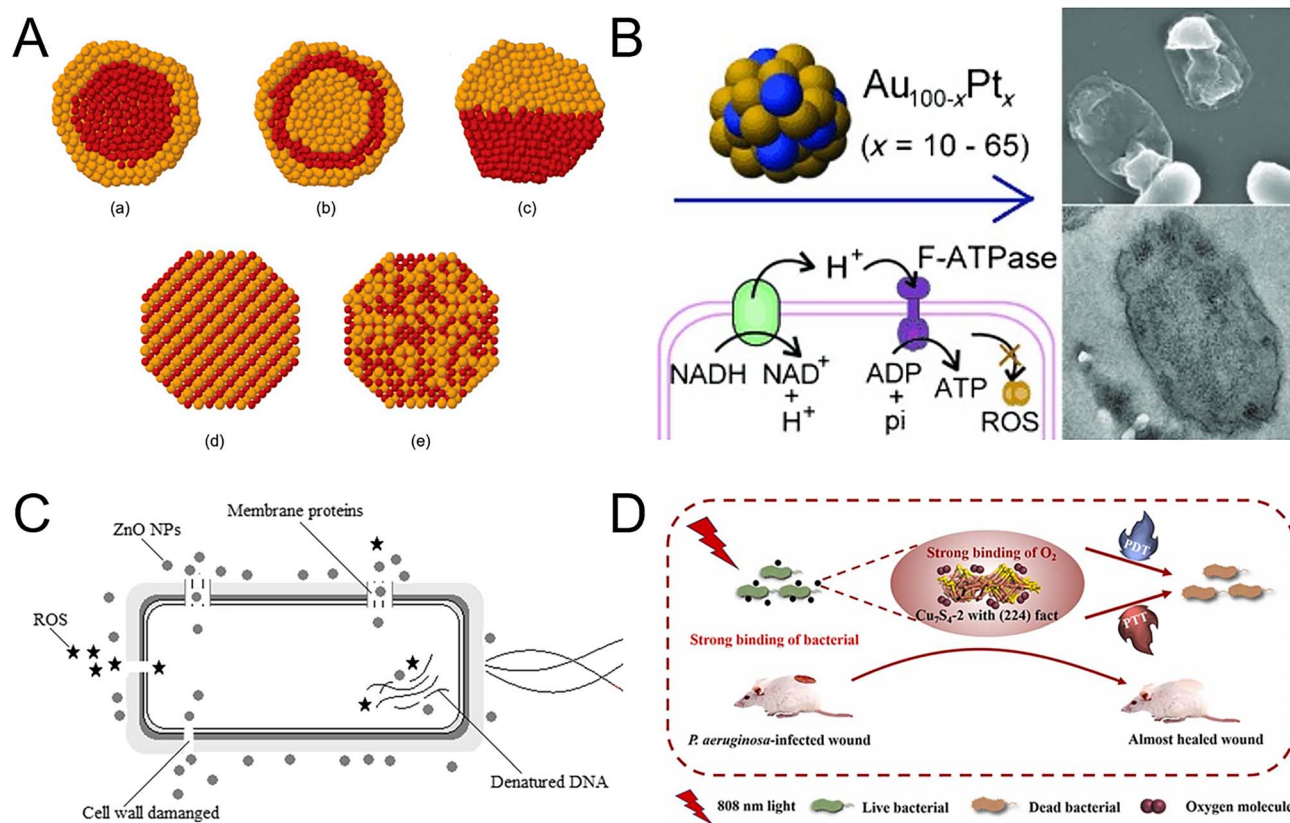 A
(a)
(b)
(c)
(d)
(e)
B
Au100-xPtx
(x = 10 - 65)
H+
F-ATPase
NADH
NAD+
+
H+
ADP
+
pi
ATP
ROS
C
ZnO NPs
Membrane proteins
ROS
Denatured DNA
Cell wall damanged
D
Strong binding of O2
PDT
Cu7S4-2 with (224) fact
PTT
Strong binding of bacterial
P. aeruginosa-infected wound
Almost healed wound
808 nm light
Live bacterial
Dead bacterial
Oxygen molecule